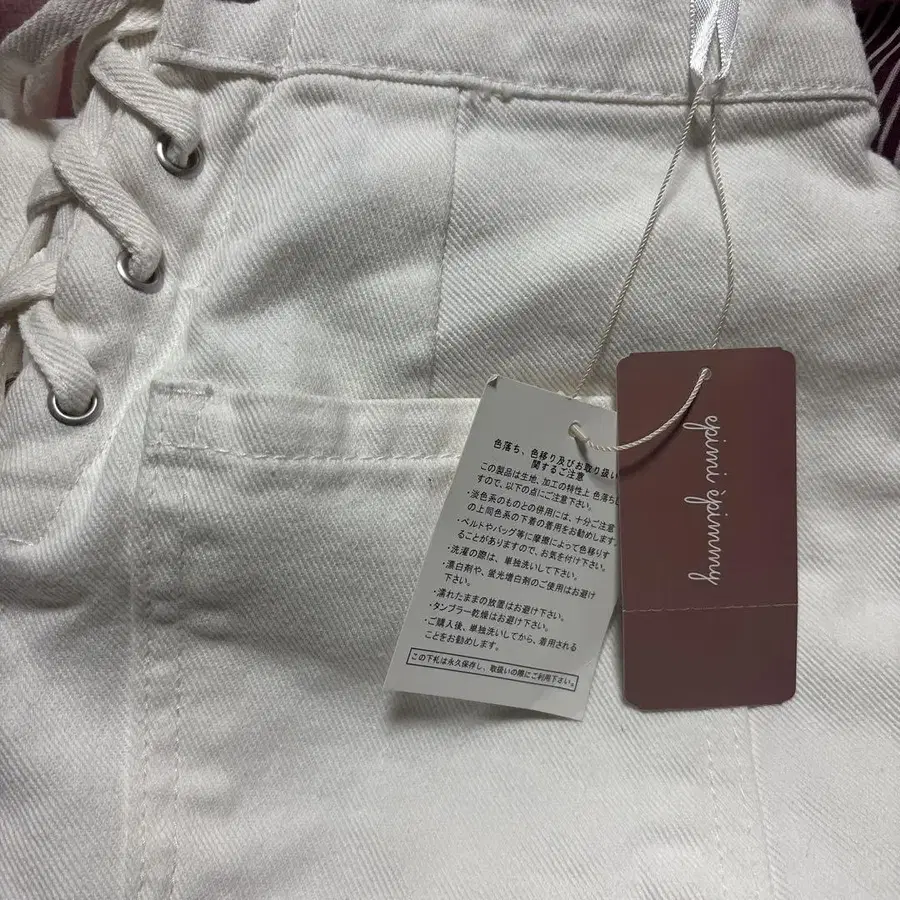 色落ち、色移り及びお取り扱い
関するご注意
この製品は生地、加工の特性上 色落ち
すので、以下の点にご注意下さい。
・淡色系のものとの併用には、十分ご注意
の上同色系の下着の着用をお勧めします
・ベルトやバッグ等に摩擦によって色移りす
ることがありますので、お気を付け下さい。
・洗濯の際は、単独洗いして下さい。
・漂白剤や、蛍光増白剤のご使用はお避け
下さい。
・濡れたままの放置はお避け下さい。
・タンブラー乾燥はお避け下さい。
・ご購入後、単独洗いしてから、着用される
ことをお勧めします。
この下札は永久保存し、取扱いの際にご利用下さい。
epimi épimmy